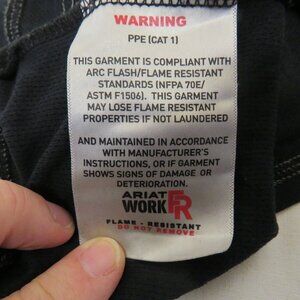 WARNING
PPE (CAT 1)
THIS GARMENT IS COMPLIANT WITH
ARC FLASH/FLAME RESISTANT
STANDARDS (NFPA 70E/
ASTM F1506). THIS GARMENT
MAY LOSE FLAME RESISTANT
PROPERTIES IF NOT LAUNDERED
AND MAINTAINED IN ACCORDANCE
WITH MANUFACTURER'S
INSTRUCTIONS, OR IF GARMENT
SHOWS SIGNS OF DAMAGE OR
DETERIORATION.
ARIAT
WORK FR
FLAME - RESISTANT
DO NOT REMOVE